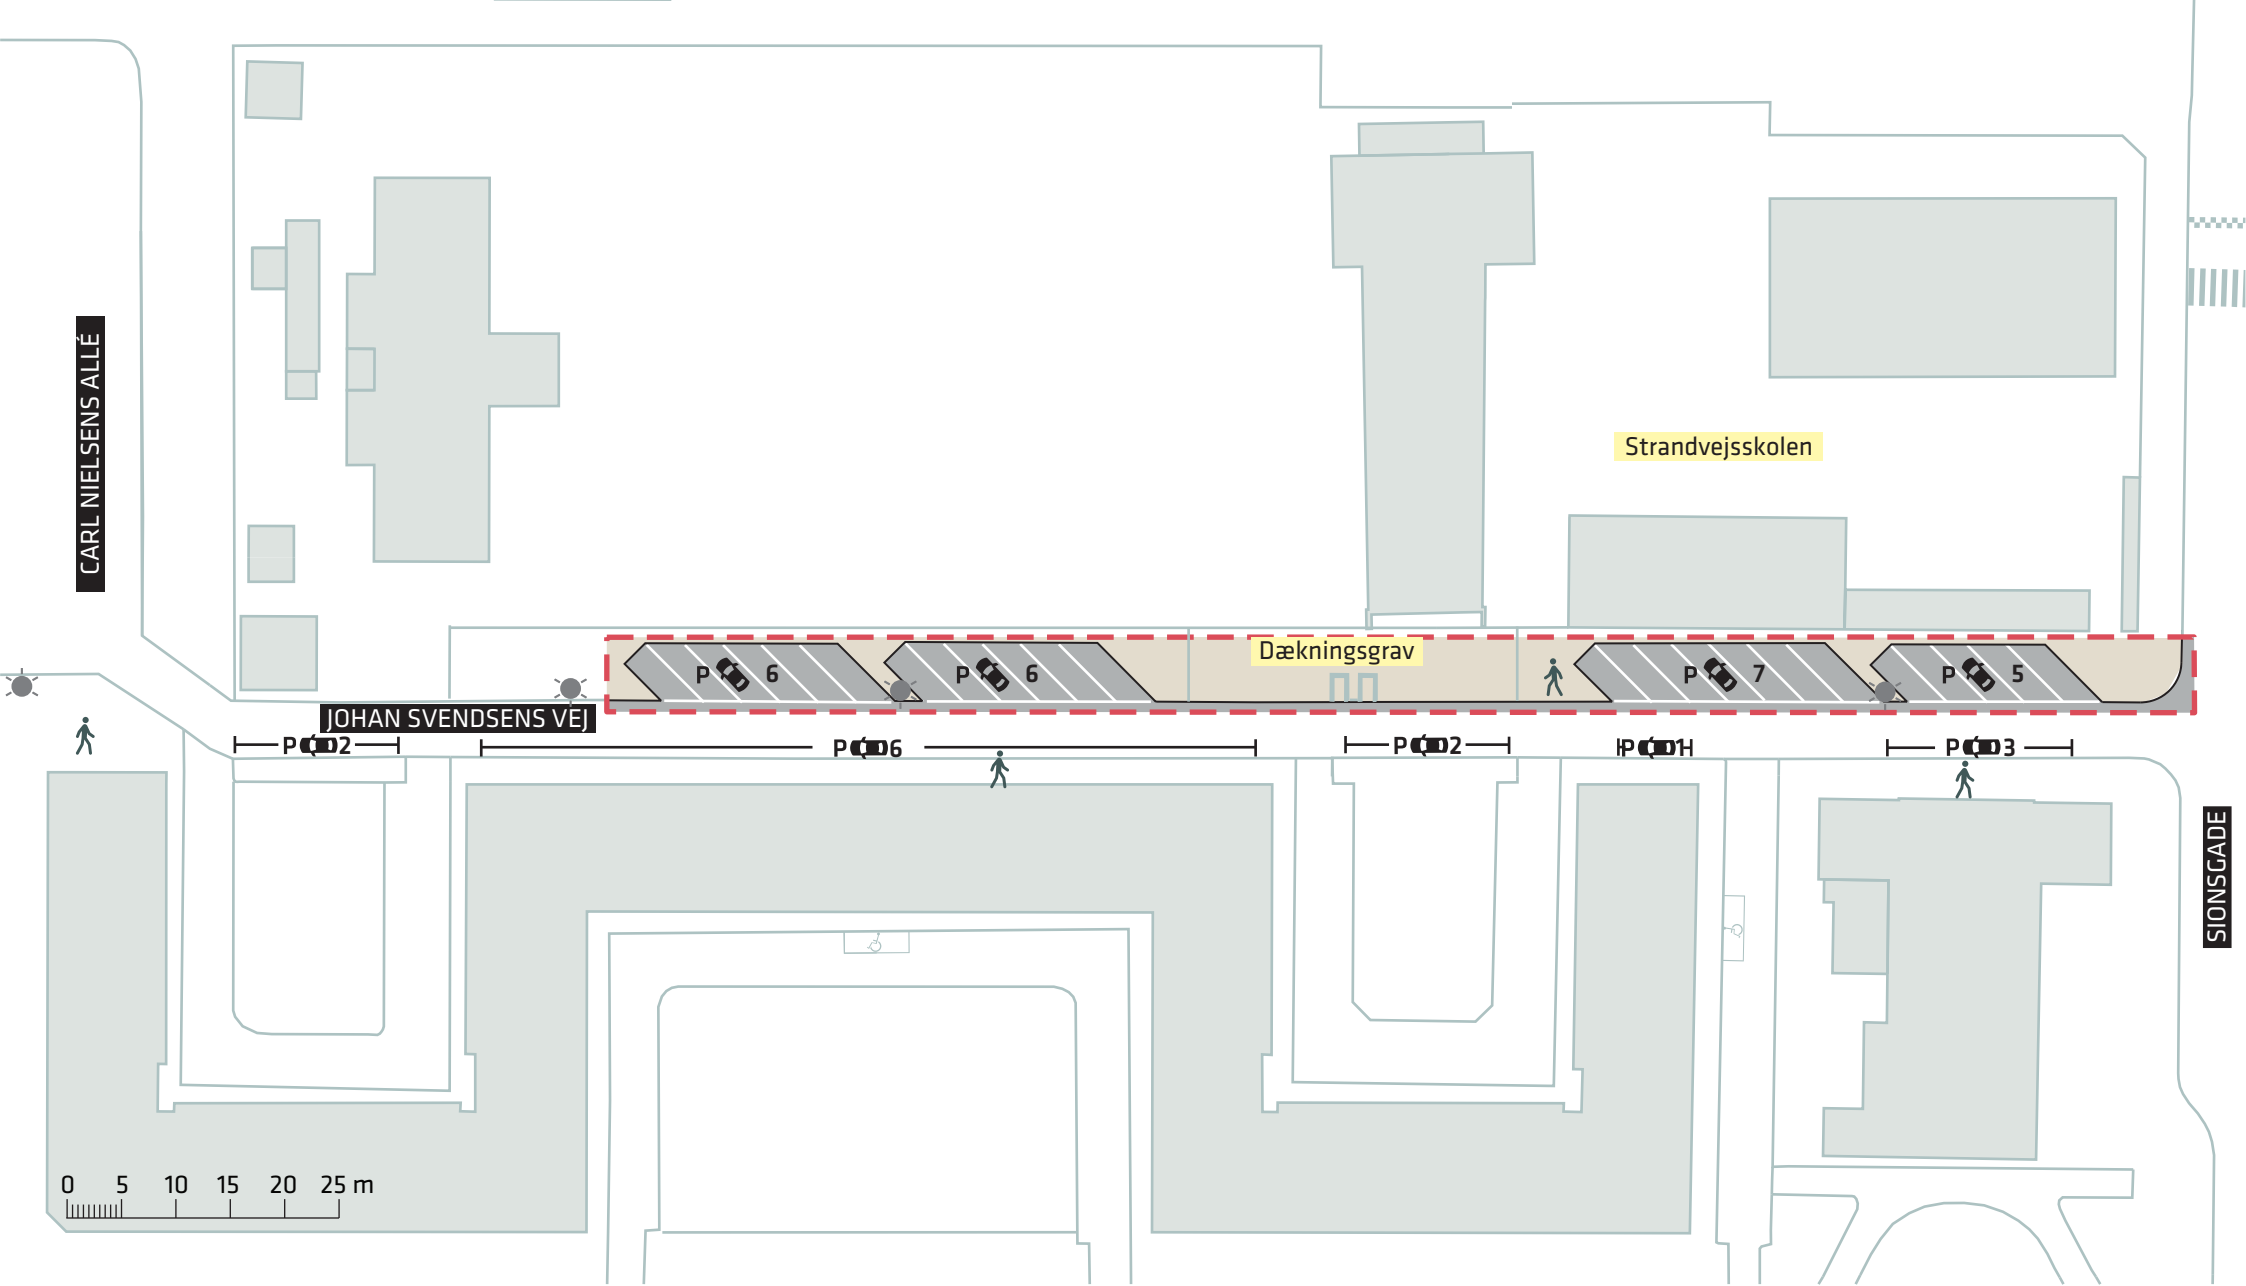 CARL NIELSENS ALLÉ
Strandvejsskolen
Dækningsgrav
P 6
P 6
P 7
P 5
JOHAN SVENDSENS VEJ
P 2
P 6
P 2
P 1
P 3
SIONSGADE
0 5 10 15 20 25 m